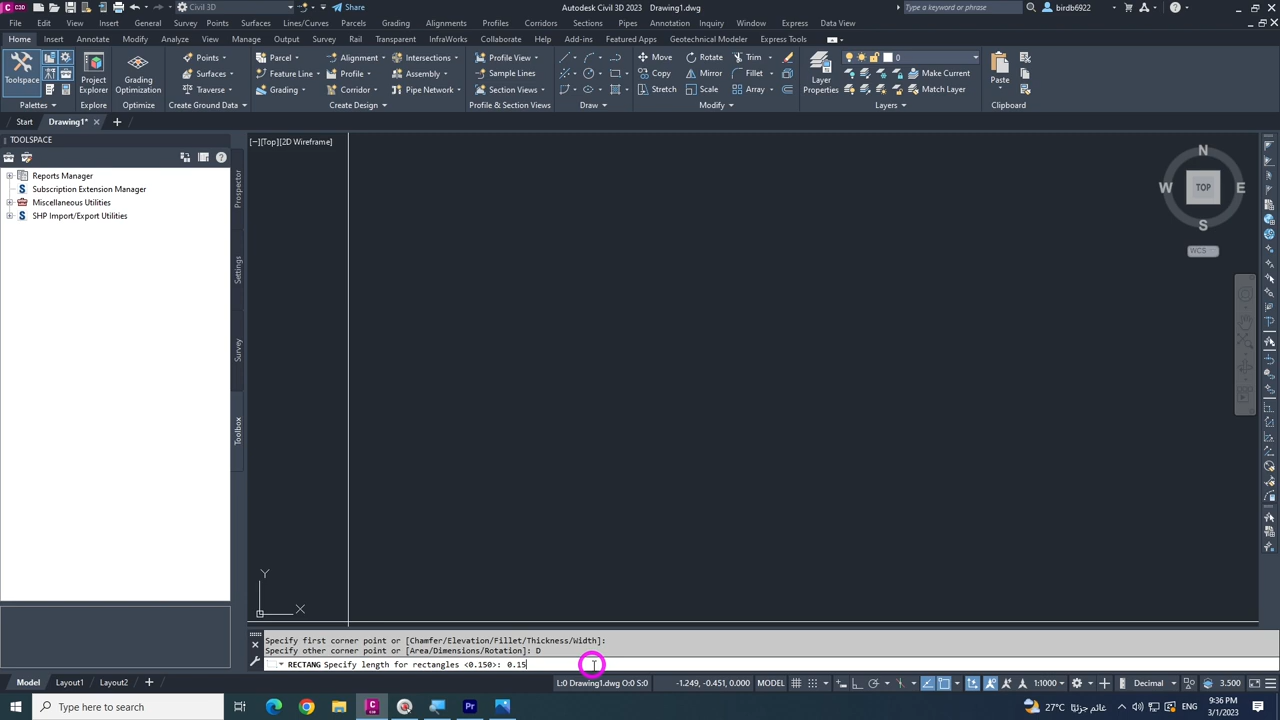 C3D
Civil 3D
Share
Autodesk Civil 3D 2023 Drawing1.dwg
Type a keyword or phrase
birdb6922
File Edit View Insert General Survey Points Surfaces Lines/Curves Parcels Grading Alignments Profiles Corridors Sections Pipes Annotation Inquiry Window Express Data View
Home Insert Annotate Modify Analyze View Manage Output Survey Rail Transparent InfraWorks Collaborate Help Add-ins Featured Apps Geotechnical Modeler Express Tools
Toolspace
Palettes
Project Explorer
Explore
Grading Optimization
Optimize
Points
Surfaces
Traverse
Create Ground Data
Parcel
Feature Line
Grading
Alignment
Profile
Corridor
Intersections
Assembly
Pipe Network
Create Design
Profile View
Sample Lines
Section Views
Profile & Section Views
Draw
Move
Copy
Stretch
Rotate
Mirror
Scale
Trim
Fillet
Array
Modify
Layer Properties
0
Make Current
Match Layer
Layers
Paste
Clipboard
Start
Drawing1*
TOOLSPACE
Reports Manager
Subscription Extension Manager
Miscellaneous Utilities
SHP Import/Export Utilities
Prospector
Settings
Survey
Toolbox
[−][Top][2D Wireframe]
N
W TOP E
S
WCS
Y
X
Specify first corner point or [Chamfer/Elevation/Fillet/Thickness/Width]:
Specify other corner point or [Area/Dimensions/Rotation]: D
RECTANG Specify length for rectangles <0.150>: 0.15
Model Layout1 Layout2
L:0 Drawing1.dwg O:0 S:0 -1.249, -0.451, 0.000 MODEL 1:1000 Decimal 3.500
Type here to search
27°C غائم جزئيًا
9:36 PM
3/1/2023